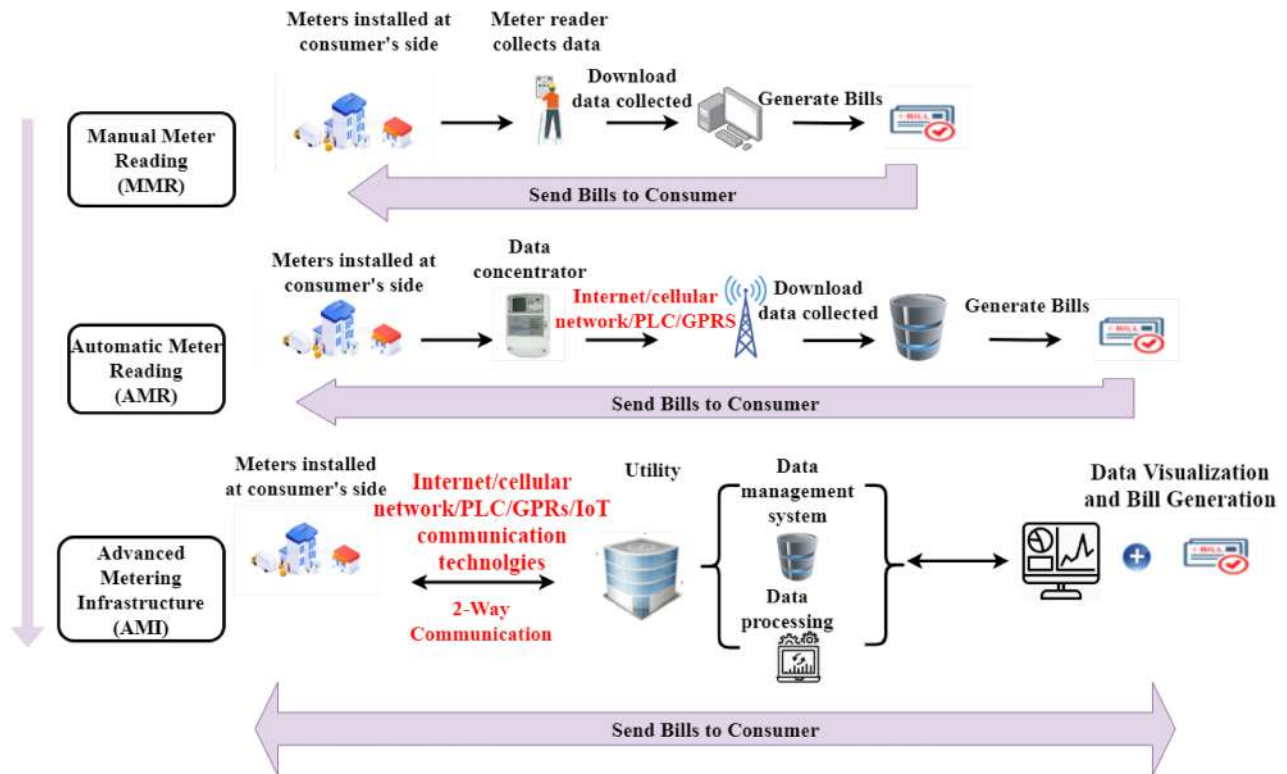 Meters installed at
consumer's side
Meter reader
collects data
Download
data collected
Generate Bills
BILL
Manual Meter
Reading
(MMR)
Send Bills to Consumer
Meters installed at
consumer's side
Data
concentrator
Internet/cellular
network/PLC/GPRS
Download
data collected
Generate Bills
BILL
Automatic Meter
Reading
(AMR)
Send Bills to Consumer
Meters installed
at consumer's side
Internet/cellular
network/PLC/GPRs/IoT
communication
technolgies
2-Way
Communication
Utility
Data
management
system
Data
processing
Data Visualization
and Bill Generation
BILL
Advanced
Metering
Infrastructure
(AMI)
Send Bills to Consumer